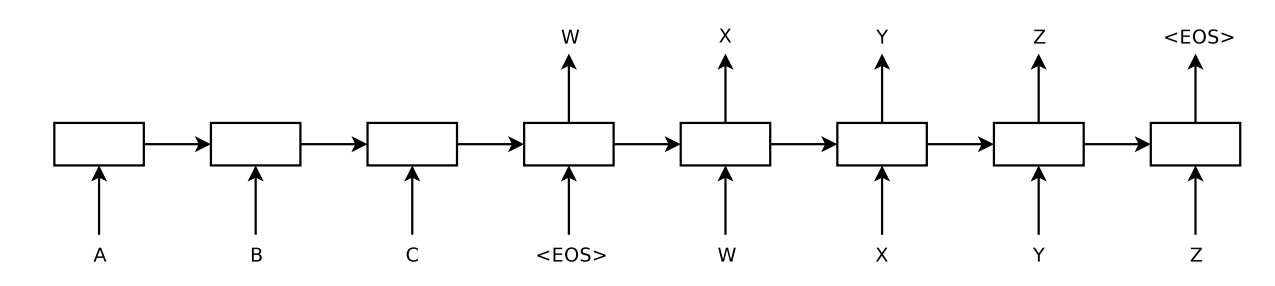 W X Y Z <EOS>
A B C <EOS> W X Y Z